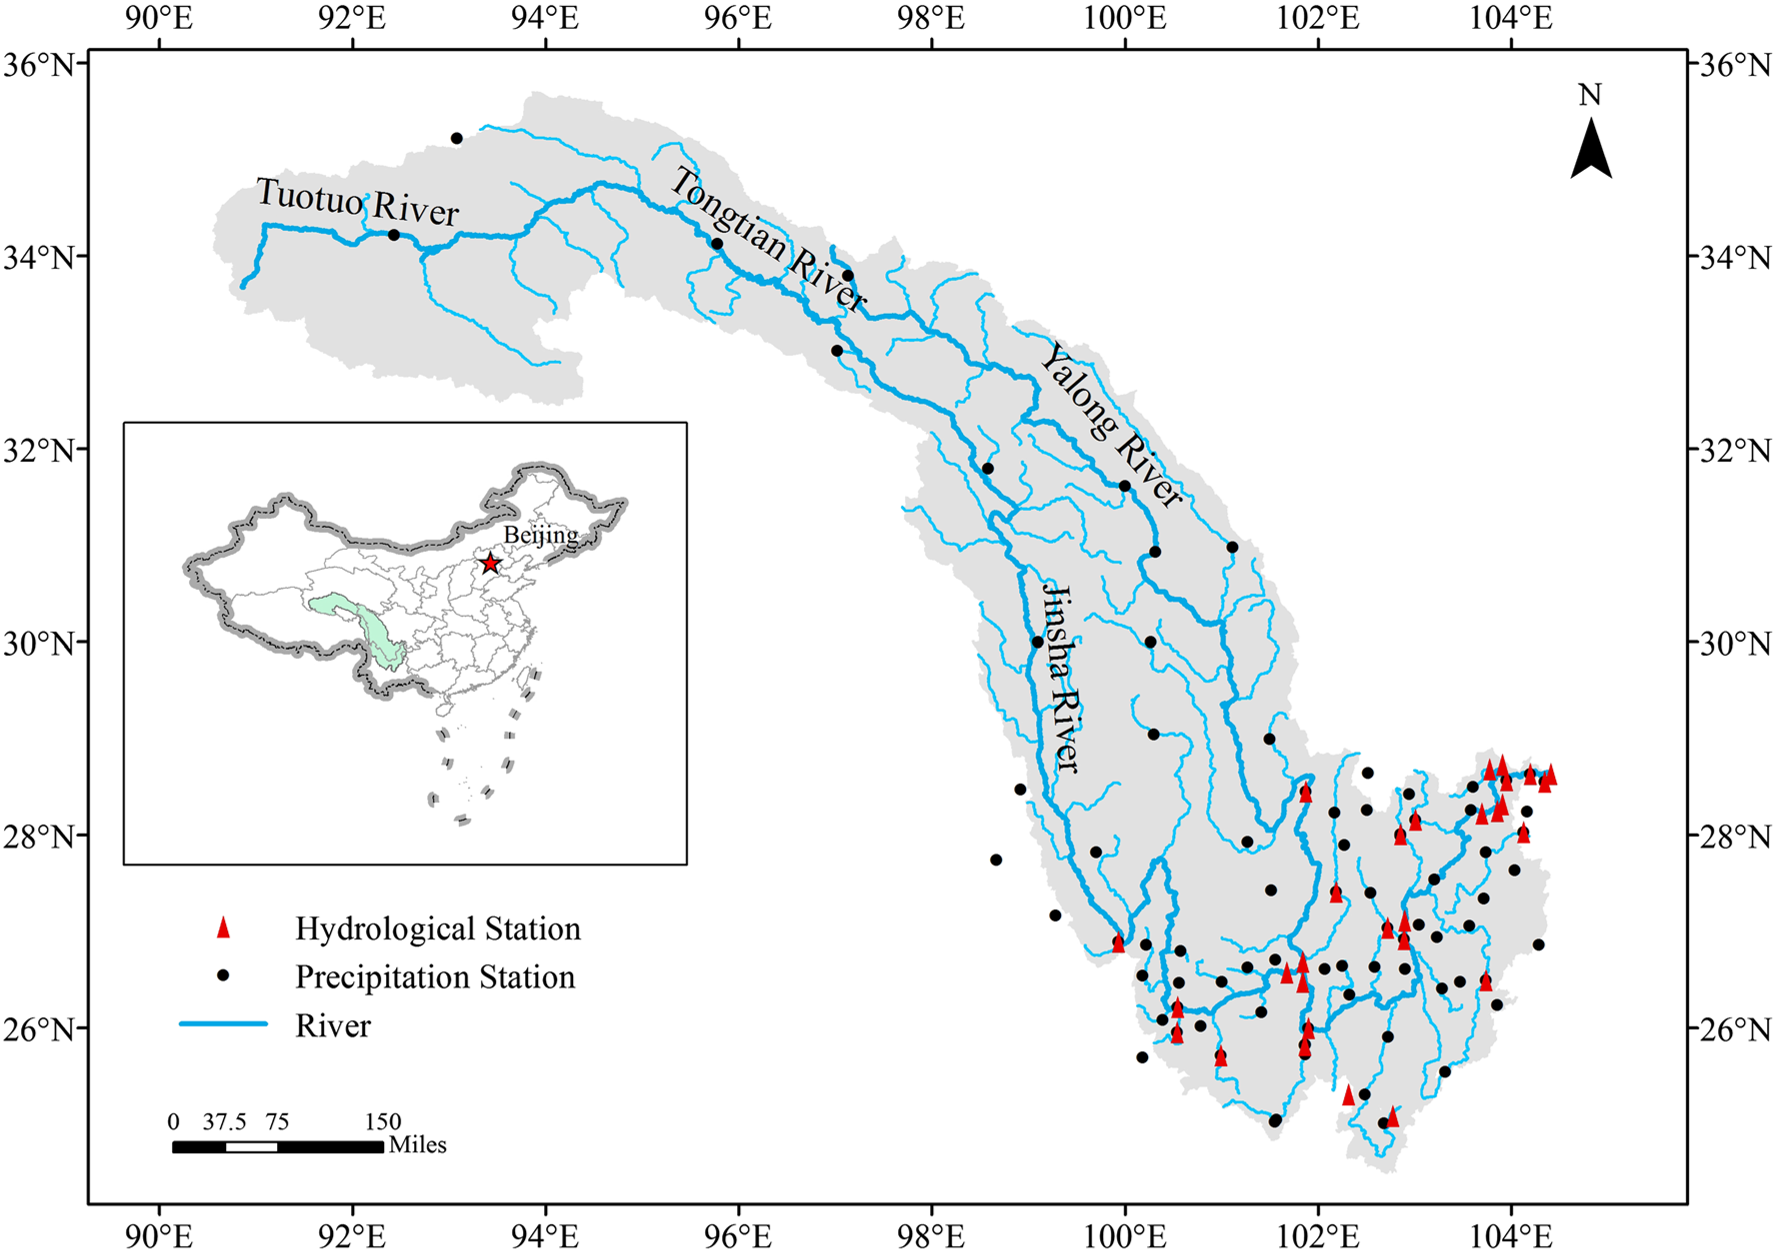 90°E 92°E 94°E 96°E 98°E 100°E 102°E 104°E
36°N 36°N
N
Tuotuo River
Tongtian River
34°N 34°N
Yalong River
32°N 32°N
Beijing
Jinsha River
30°N 30°N
28°N 28°N
Hydrological Station
Precipitation Station
River
26°N 26°N
0 37.5 75 150
Miles
90°E 92°E 94°E 96°E 98°E 100°E 102°E 104°E